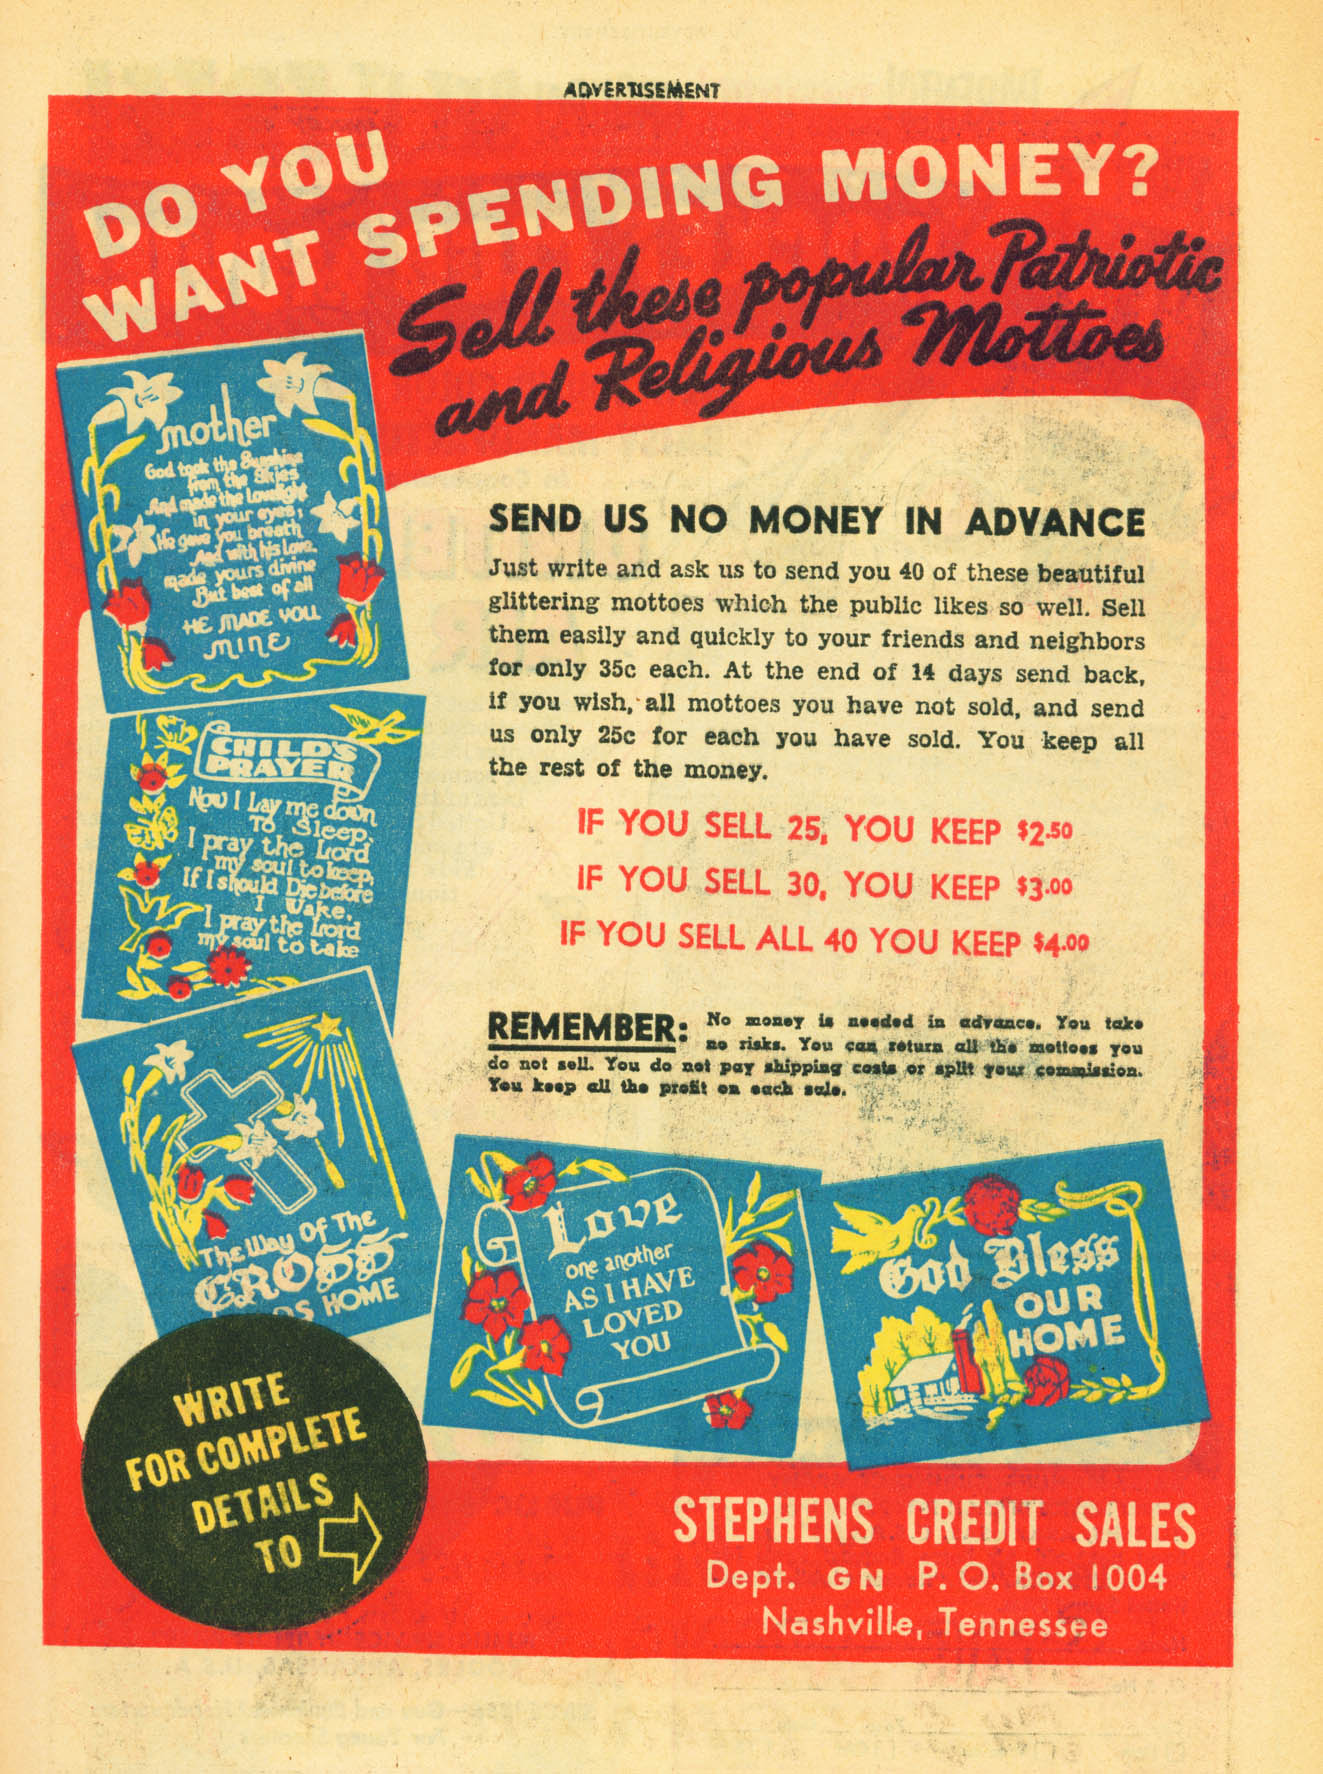 ADVERTISEMENT
DO YOU
WANT SPENDING MONEY?
Sell these popular Patriotic
and Religious Mottoes
mother
God took the Sunshine
from the Skies
And made the Lovelight
in your eyes;
He gave you breath
And with his Love,
made yours divine
But best of all
HE MADE YOU
MINE
CHILD'S
PRAYER
Now I Lay me down
To Sleep,
I pray the Lord
my soul to keep,
If I should Die before
I Wake,
I pray the Lord
my soul to take
The Way Of The
CROSS
DS HOME
SEND US NO MONEY IN ADVANCE
Just write and ask us to send you 40 of these beautiful
glittering mottoes which the public likes so well. Sell
them easily and quickly to your friends and neighbors
for only 35c each. At the end of 14 days send back,
if you wish, all mottoes you have not sold, and send
us only 25c for each you have sold. You keep all
the rest of the money.
IF YOU SELL 25, YOU KEEP $2.50
IF YOU SELL 30, YOU KEEP $3.00
IF YOU SELL ALL 40 YOU KEEP $4.00
REMEMBER: No money is needed in advance. You take
no risks. You can return all the mottoes you
do not sell. You do not pay shipping costs or split your commission.
You keep all the profit on each sale.
Love
one another
AS I HAVE
LOVED
YOU
God Bless
OUR
HOME
WRITE
FOR COMPLETE
DETAILS
TO
STEPHENS CREDIT SALES
Dept. GN P. O. Box 1004
Nashville, Tennessee